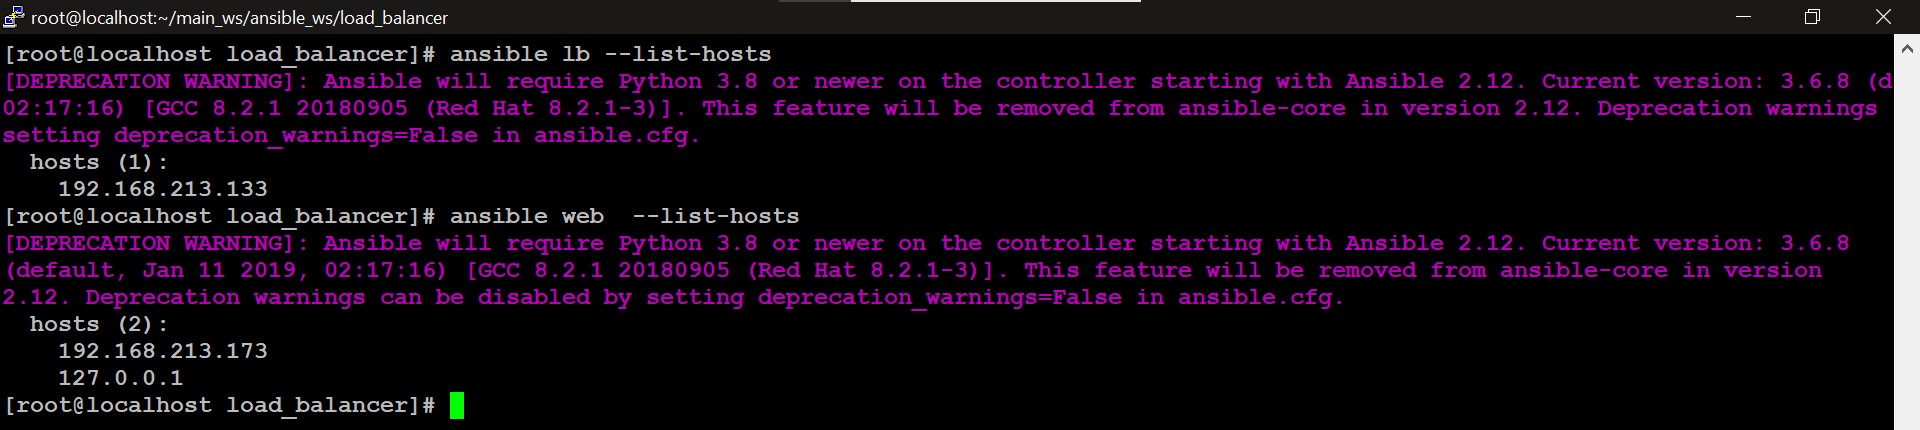 root@localhost:~/main_ws/ansible_ws/load_balancer
[root@localhost load_balancer]# ansible lb --list-hosts
[DEPRECATION WARNING]: Ansible will require Python 3.8 or newer on the controller starting with Ansible 2.12. Current version: 3.6.8 (d
02:17:16) [GCC 8.2.1 20180905 (Red Hat 8.2.1-3)]. This feature will be removed from ansible-core in version 2.12. Deprecation warnings
setting deprecation_warnings=False in ansible.cfg.
  hosts (1):
    192.168.213.133
[root@localhost load_balancer]# ansible web  --list-hosts
[DEPRECATION WARNING]: Ansible will require Python 3.8 or newer on the controller starting with Ansible 2.12. Current version: 3.6.8
(default, Jan 11 2019, 02:17:16) [GCC 8.2.1 20180905 (Red Hat 8.2.1-3)]. This feature will be removed from ansible-core in version
2.12. Deprecation warnings can be disabled by setting deprecation_warnings=False in ansible.cfg.
  hosts (2):
    192.168.213.173
    127.0.0.1
[root@localhost load_balancer]#